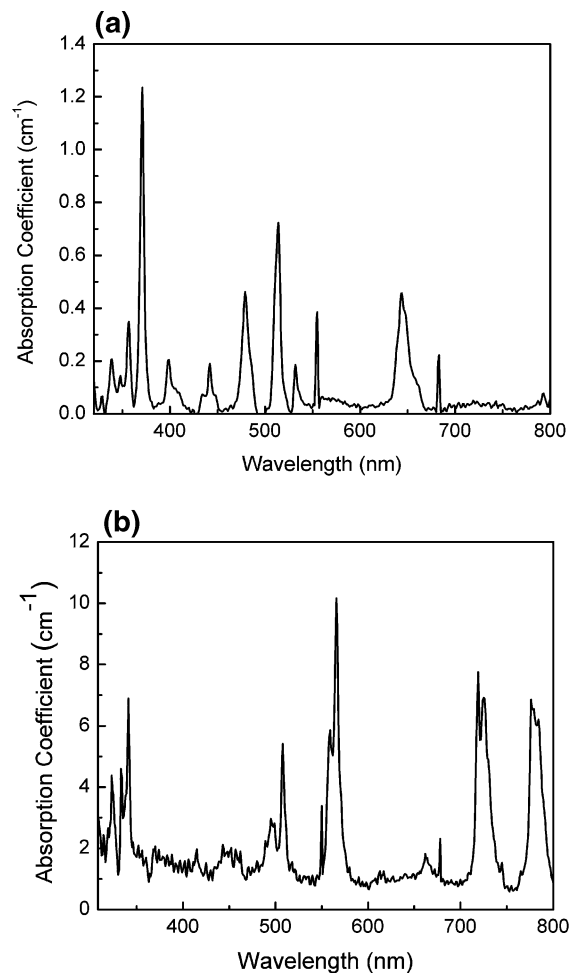 (a)
1.4
1.2
1.0
0.8
0.6
0.4
0.2
0.0
Absorption Coefficient (cm⁻¹)
400 500 600 700 800
Wavelength (nm)
(b)
12
10
8
6
4
2
0
Absorption Coefficient (cm⁻¹)
400 500 600 700 800
Wavelength (nm)